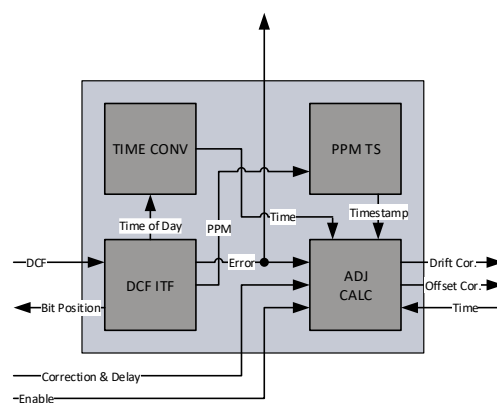 TIME CONV
PPM TS
Time of Day
PPM
Time
Timestamp
DCF
DCF ITF
Error
ADJ
CALC
Drift Cor.
Offset Cor.
Bit Position
Time
Correction & Delay
Enable